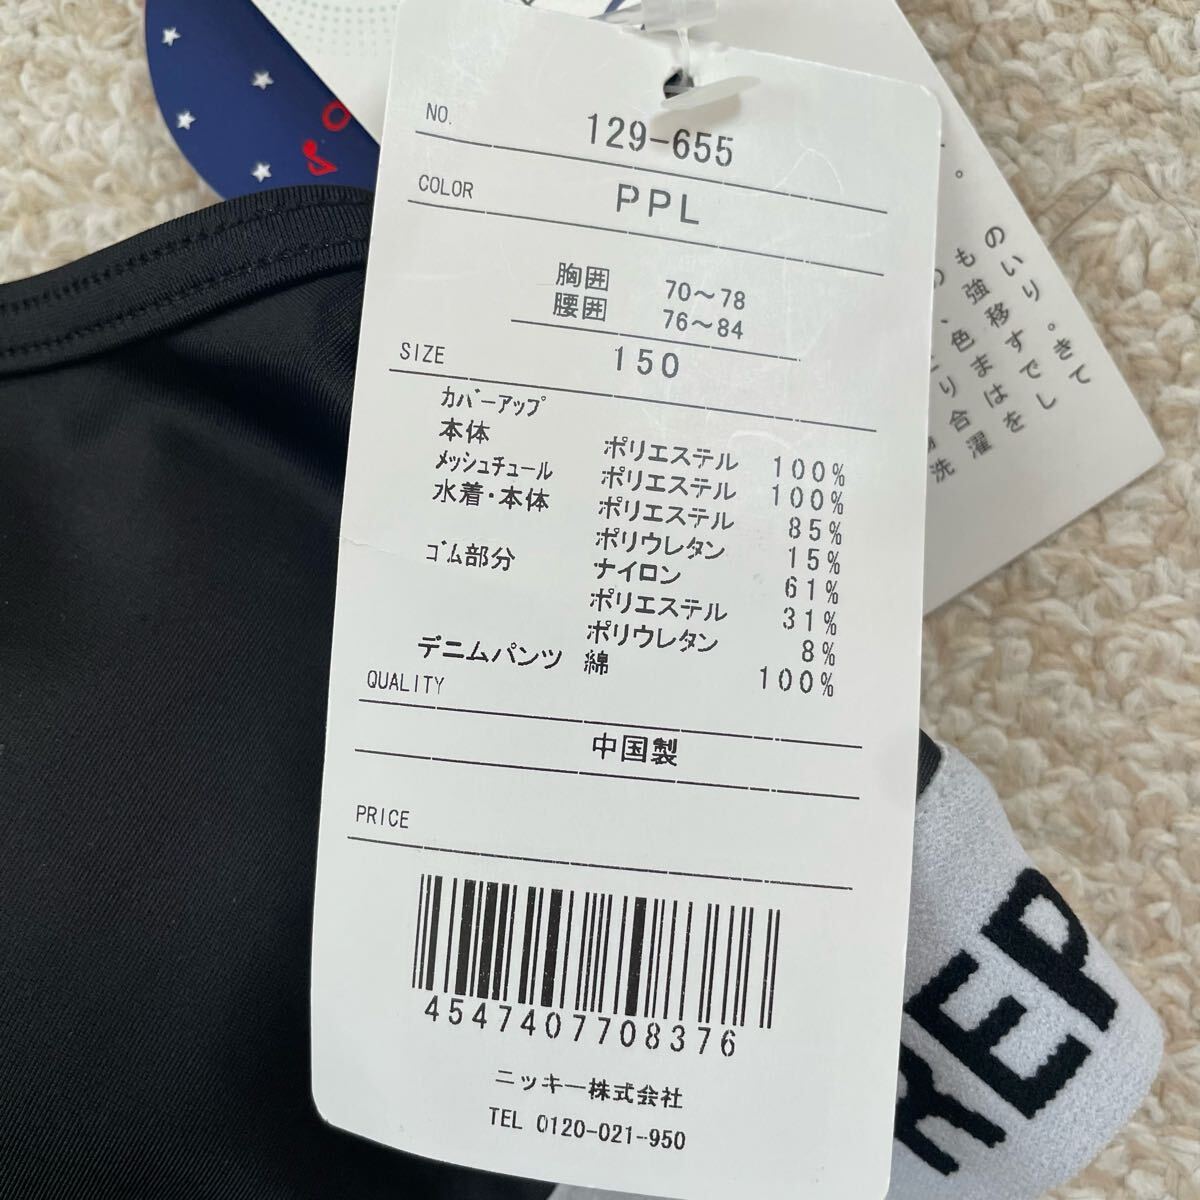 NO. 129-655
COLOR PPL
胸囲 70～78
腰囲 76～84
SIZE 150
カバーアップ
本体 ポリエステル 100%
メッシュチュール ポリエステル 100%
水着・本体 ポリエステル 85%
ポリウレタン 15%
ゴム部分 ナイロン 61%
ポリエステル 31%
ポリウレタン 8%
デニムパンツ 綿 100%
QUALITY
中国製
PRICE
4547407708376
ニッキー株式会社
TEL 0120-021-950
REP